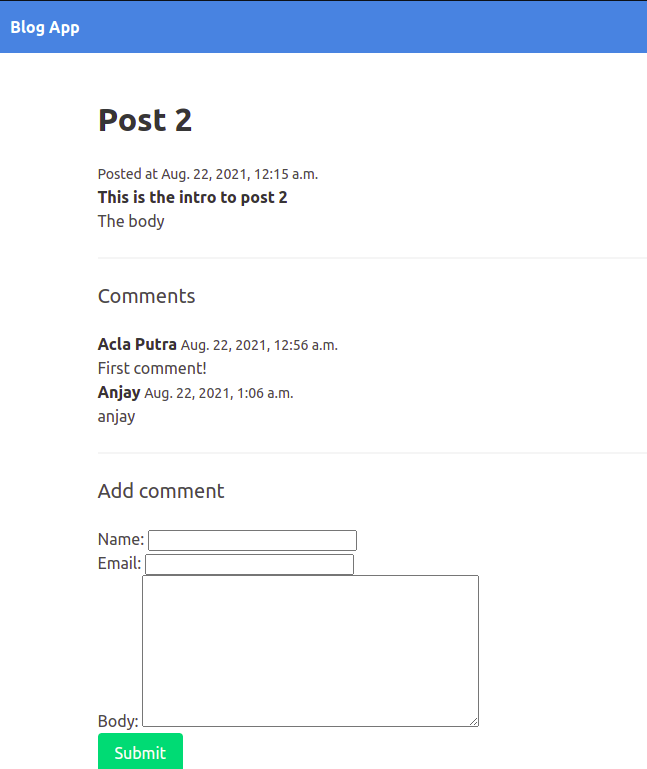 Blog App
Post 2
Posted at Aug. 22, 2021, 12:15 a.m.
This is the intro to post 2
The body
Comments
Acla Putra Aug. 22, 2021, 12:56 a.m.
First comment!
Anjay Aug. 22, 2021, 1:06 a.m.
anjay
Add comment
Name:
Email:
Body:
Submit